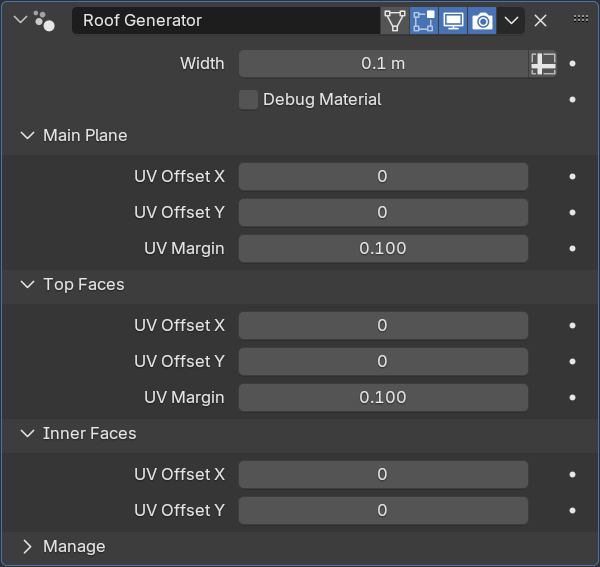 Roof Generator
Width 0.1 m
Debug Material
Main Plane
UV Offset X 0
UV Offset Y 0
UV Margin 0.100
Top Faces
UV Offset X 0
UV Offset Y 0
UV Margin 0.100
Inner Faces
UV Offset X 0
UV Offset Y 0
Manage